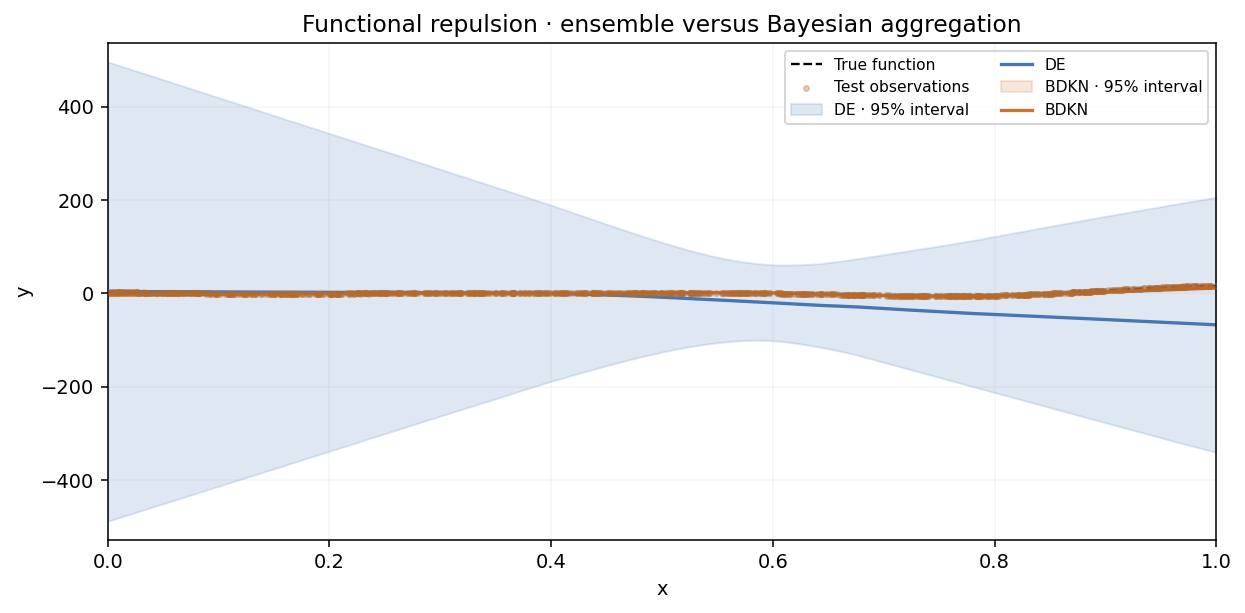 Functional repulsion · ensemble versus Bayesian aggregation
True function
Test observations
DE · 95% interval
DE
BDKN · 95% interval
BDKN
y
400
200
0
−200
−400
0.0 0.2 0.4 0.6 0.8 1.0
x